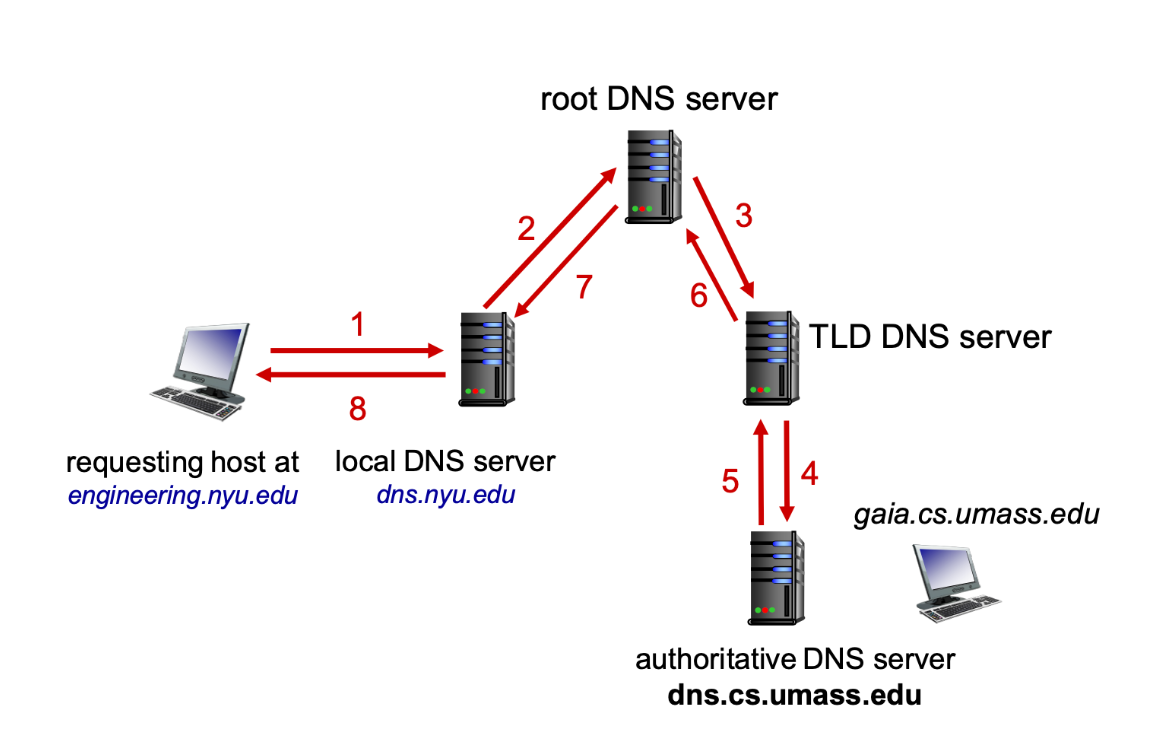 root DNS server
2
3
7
6
1
TLD DNS server
8
requesting host at
engineering.nyu.edu
local DNS server
dns.nyu.edu
5
4
gaia.cs.umass.edu
authoritative DNS server
dns.cs.umass.edu